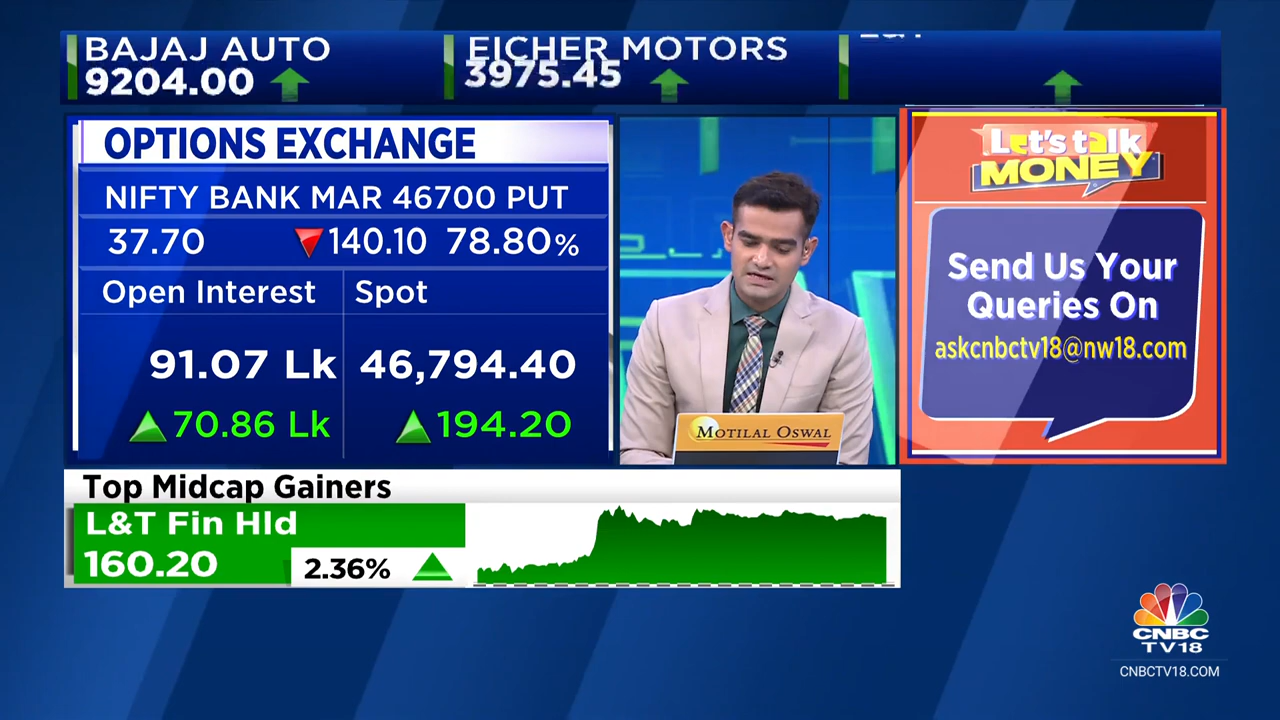 BAJAJ AUTO
9204.00
EICHER MOTORS
3975.45
OPTIONS EXCHANGE
NIFTY BANK MAR 46700 PUT
37.70 140.10 78.80%
Open Interest Spot
91.07 Lk 46,794.40
70.86 Lk 194.20
MOTILAL OSWAL
Let's talk
MONEY
Send Us Your
Queries On
askcnbctv18@nw18.com
Top Midcap Gainers
L&T Fin Hld
160.20 2.36%
CNBC
TV18
CNBCTV18.COM